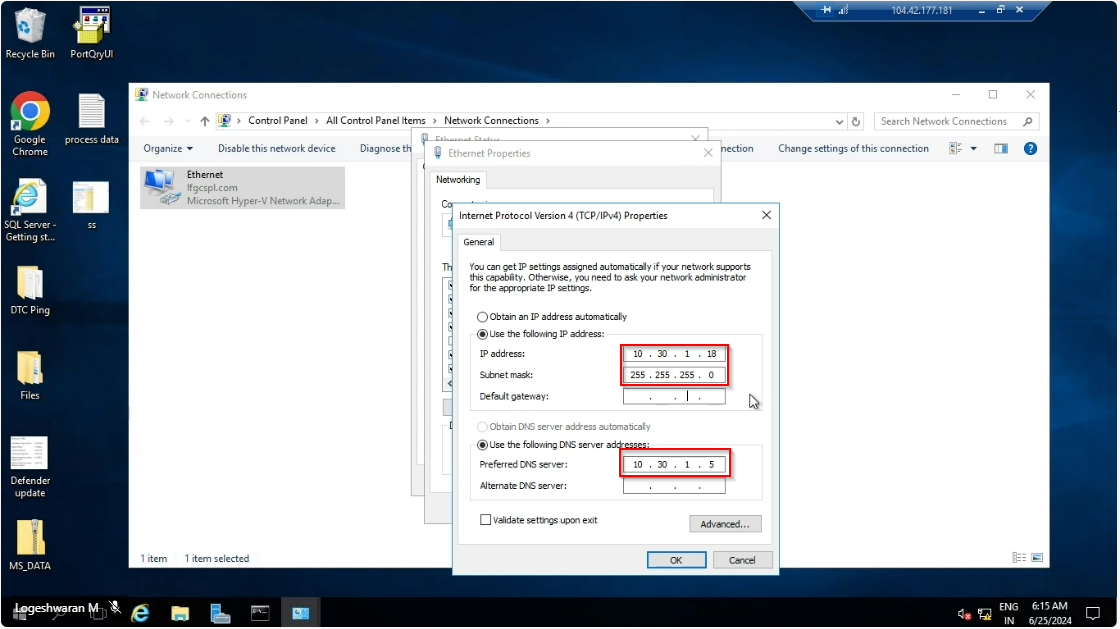 104.42.177.181
Recycle Bin
PortQryUI
Google
Chrome
process data
SQL Server -
Getting st...
ss
DTC Ping
Files
Defender
update
MS_DATA
Network Connections
Control Panel
All Control Panel Items
Network Connections
Search Network Connections
Organize
Disable this network device
Diagnose th
nection
Change settings of this connection
Ethernet
lfgcspl.com
Microsoft Hyper-V Network Adap...
Ethernet Status
Ethernet Properties
Networking
Internet Protocol Version 4 (TCP/IPv4) Properties
General
You can get IP settings assigned automatically if your network supports
this capability. Otherwise, you need to ask your network administrator
for the appropriate IP settings.
Obtain an IP address automatically
Use the following IP address:
IP address:
10 . 30 . 1 . 18
Subnet mask:
255 . 255 . 255 . 0
Default gateway:
. . .
Obtain DNS server address automatically
Use the following DNS server addresses:
Preferred DNS server:
10 . 30 . 1 . 5
Alternate DNS server:
. . .
Validate settings upon exit
Advanced...
OK
Cancel
1 item
1 item selected
Logeshwaran M
ENG
IN
6:15 AM
6/25/2024